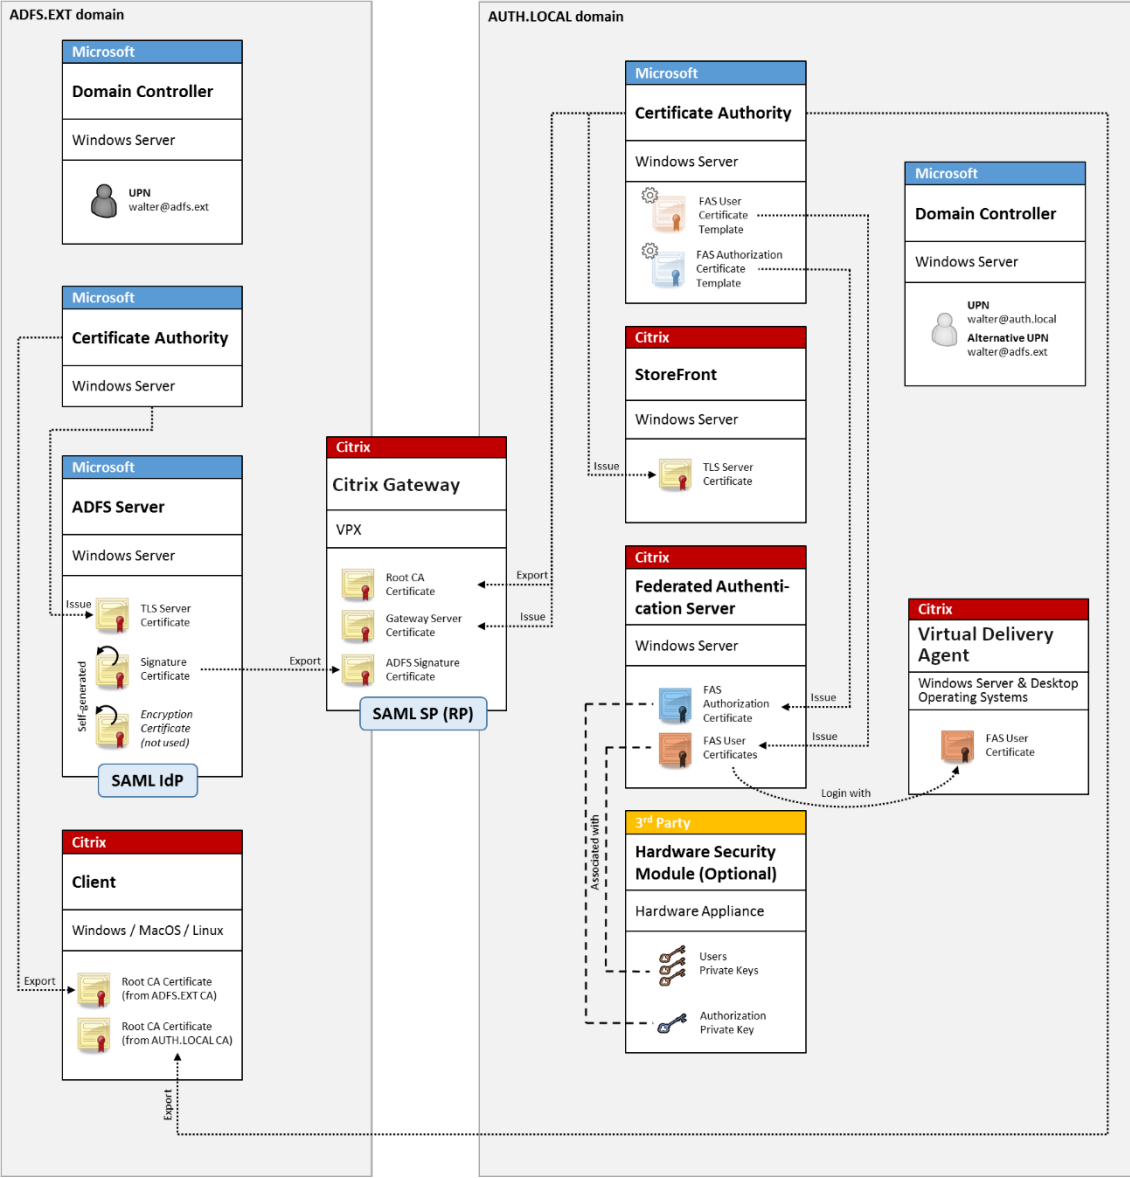 ADFS.EXT domain
Microsoft
Domain Controller
Windows Server
UPN
walter@adfs.ext
Microsoft
Certificate Authority
Windows Server
Microsoft
ADFS Server
Windows Server
Issue
TLS Server
Certificate
Self-generated
Signature
Certificate
Encryption
Certificate
(not used)
SAML IdP
Citrix
Client
Windows / MacOS / Linux
Export
Root CA Certificate
(from ADFS.EXT CA)
Root CA Certificate
(from AUTH.LOCAL CA)
Export
Citrix
Citrix Gateway
VPX
Root CA
Certificate
Export
Gateway Server
Certificate
Issue
Export
ADFS Signature
Certificate
SAML SP (RP)
AUTH.LOCAL domain
Microsoft
Certificate Authority
Windows Server
FAS User
Certificate
Template
FAS Authorization
Certificate
Template
Citrix
StoreFront
Windows Server
Issue
TLS Server
Certificate
Citrix
Federated Authenti-
cation Server
Windows Server
FAS
Authorization
Certificate
Issue
FAS User
Certificates
Issue
Login with
Associated with
3rd Party
Hardware Security
Module (Optional)
Hardware Appliance
Users
Private Keys
Authorization
Private Key
Microsoft
Domain Controller
Windows Server
UPN
walter@auth.local
Alternative UPN
walter@adfs.ext
Citrix
Virtual Delivery
Agent
Windows Server & Desktop
Operating Systems
FAS User
Certificate